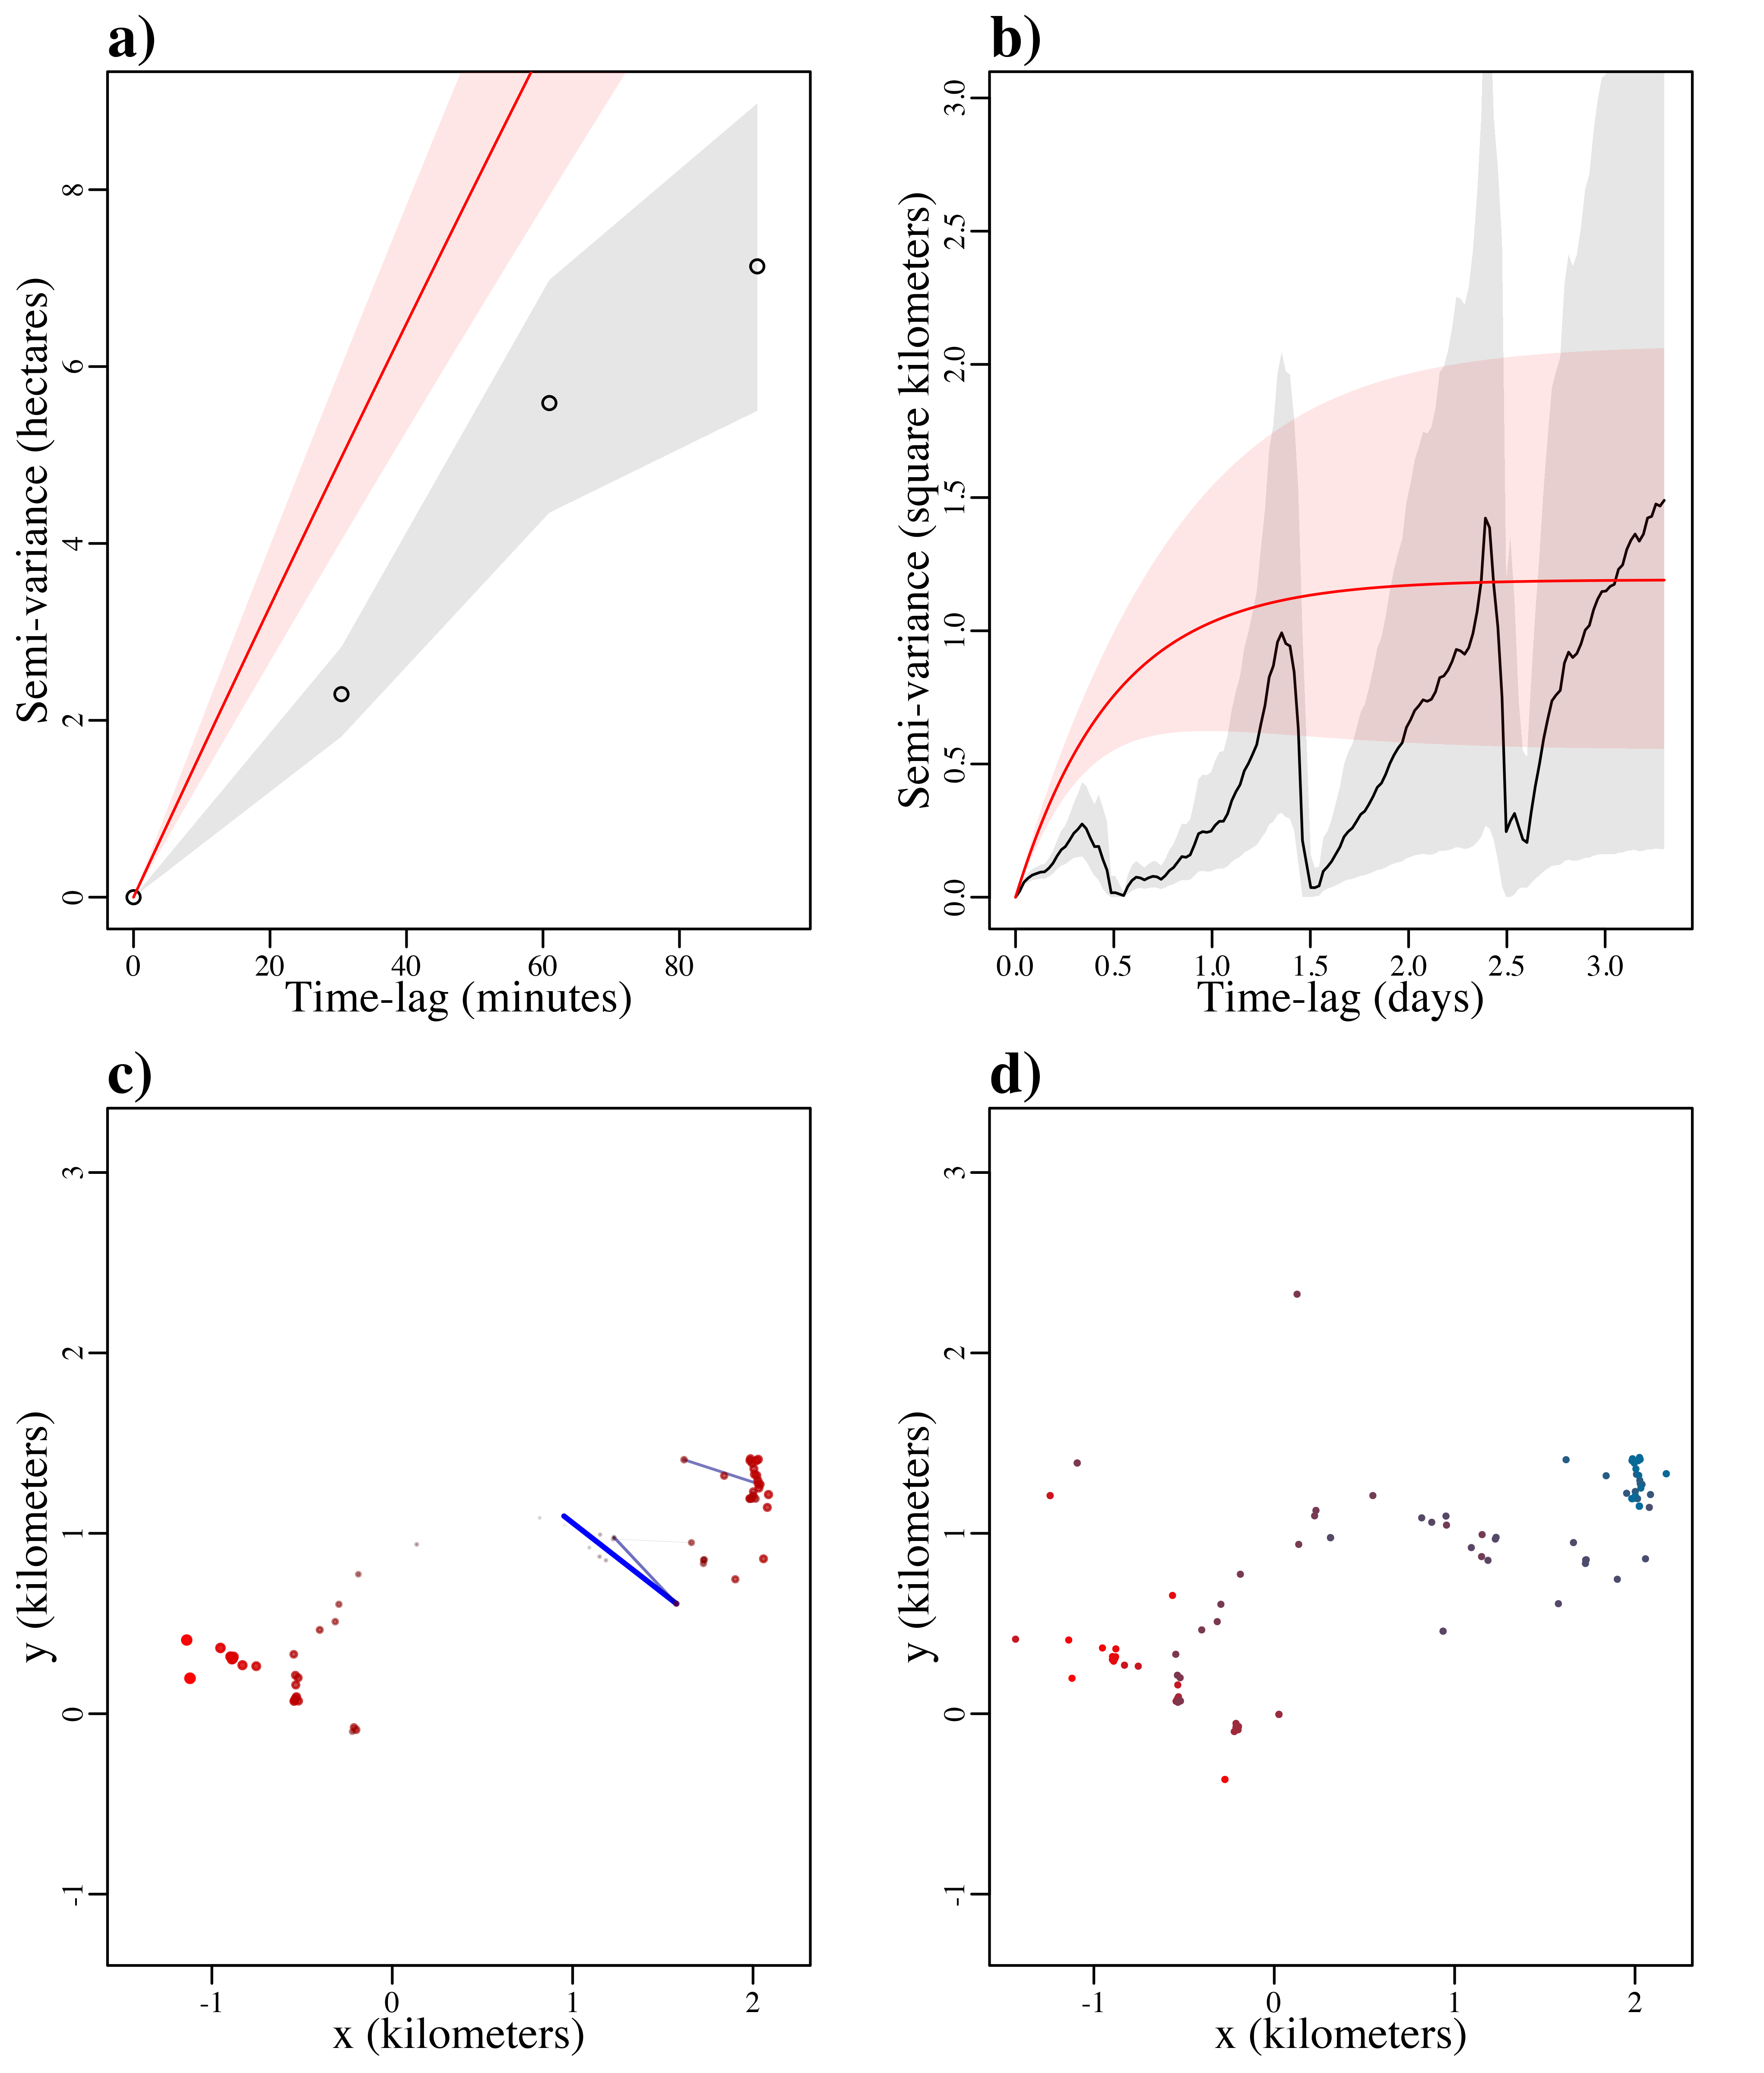 a)
Semi-variance (hectares)
8
6
4
2
0
0 20 40 60 80
Time-lag (minutes)
b)
Semi-variance (square kilometers)
3.0
2.5
2.0
1.5
1.0
0.5
0.0
0.0 0.5 1.0 1.5 2.0 2.5 3.0
Time-lag (days)
c)
y (kilometers)
3
2
1
0
-1
-1 0 1 2
x (kilometers)
d)
y (kilometers)
3
2
1
0
-1
-1 0 1 2
x (kilometers)